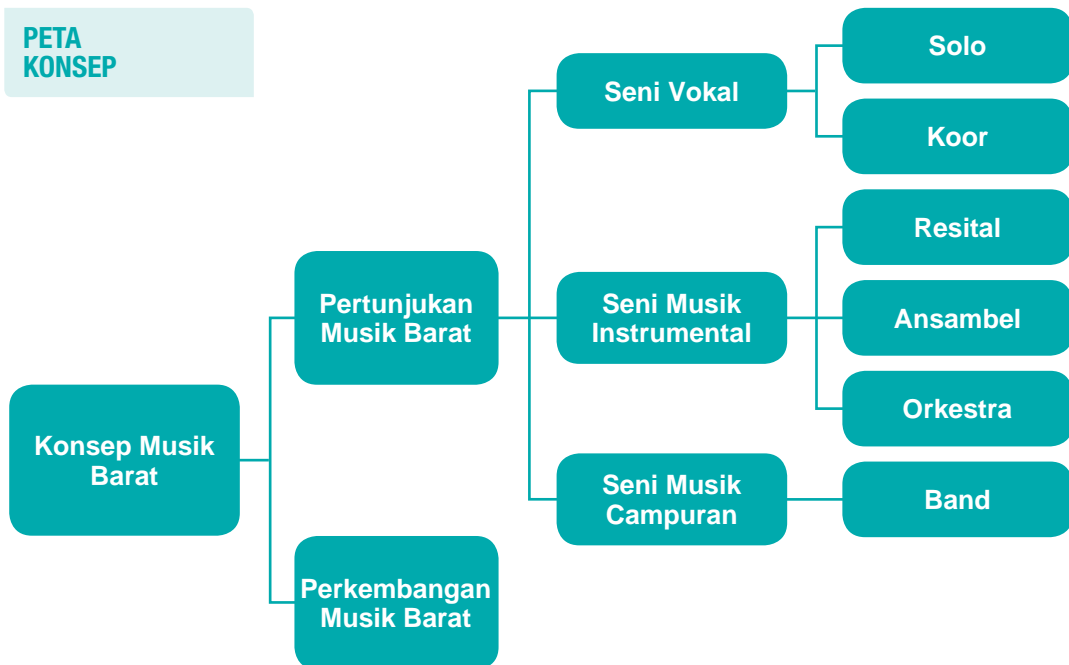 PETA
KONSEP
Konsep Musik
Barat
Pertunjukan
Musik Barat
Seni Vokal
Solo
Koor
Seni Musik
Instrumental
Resital
Ansambel
Orkestra
Seni Musik
Campuran
Band
Perkembangan
Musik Barat